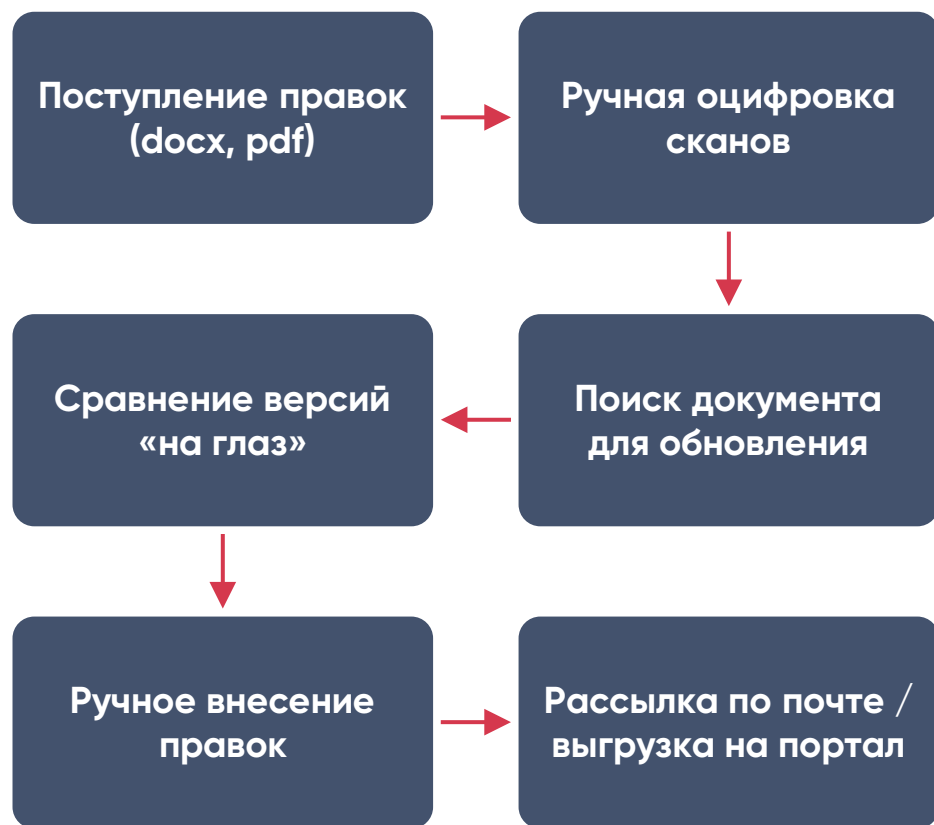 Поступление правок
(docx, pdf)
Ручная оцифровка
сканов
Поиск документа
для обновления
Сравнение версий
«на глаз»
Ручное внесение
правок
Рассылка по почте /
выгрузка на портал